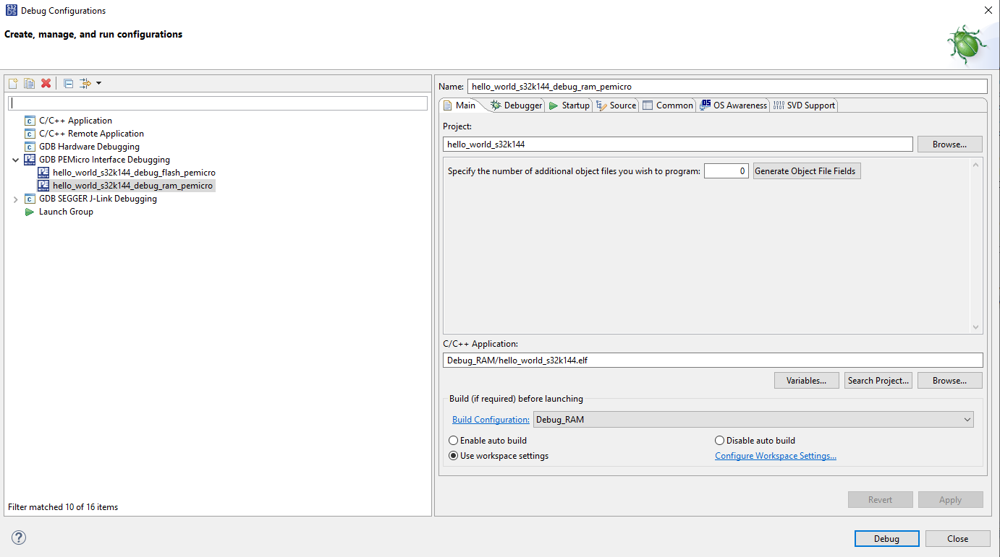 S32 DS
Debug Configurations
Create, manage, and run configurations
C/C++ Application
C/C++ Remote Application
GDB Hardware Debugging
GDB PEMicro Interface Debugging
hello_world_s32k144_debug_flash_pemicro
hello_world_s32k144_debug_ram_pemicro
GDB SEGGER J-Link Debugging
Launch Group
Filter matched 10 of 16 items
Name: hello_world_s32k144_debug_ram_pemicro
Main Debugger Startup Source Common OS Awareness SVD Support
Project:
hello_world_s32k144 Browse...
Specify the number of additional object files you wish to program: 0 Generate Object File Fields
C/C++ Application:
Debug_RAM/hello_world_s32k144.elf
Variables... Search Project... Browse...
Build (if required) before launching
Build Configuration: Debug_RAM
Enable auto build Disable auto build
Use workspace settings Configure Workspace Settings...
Revert Apply
? Debug Close